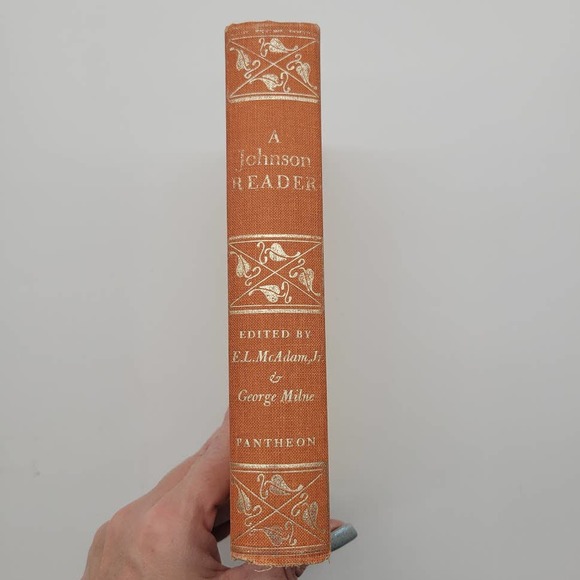 A
Johnson
READER
EDITED BY
E.L.McAdam,Jr.
&
George Milne
PANTHEON